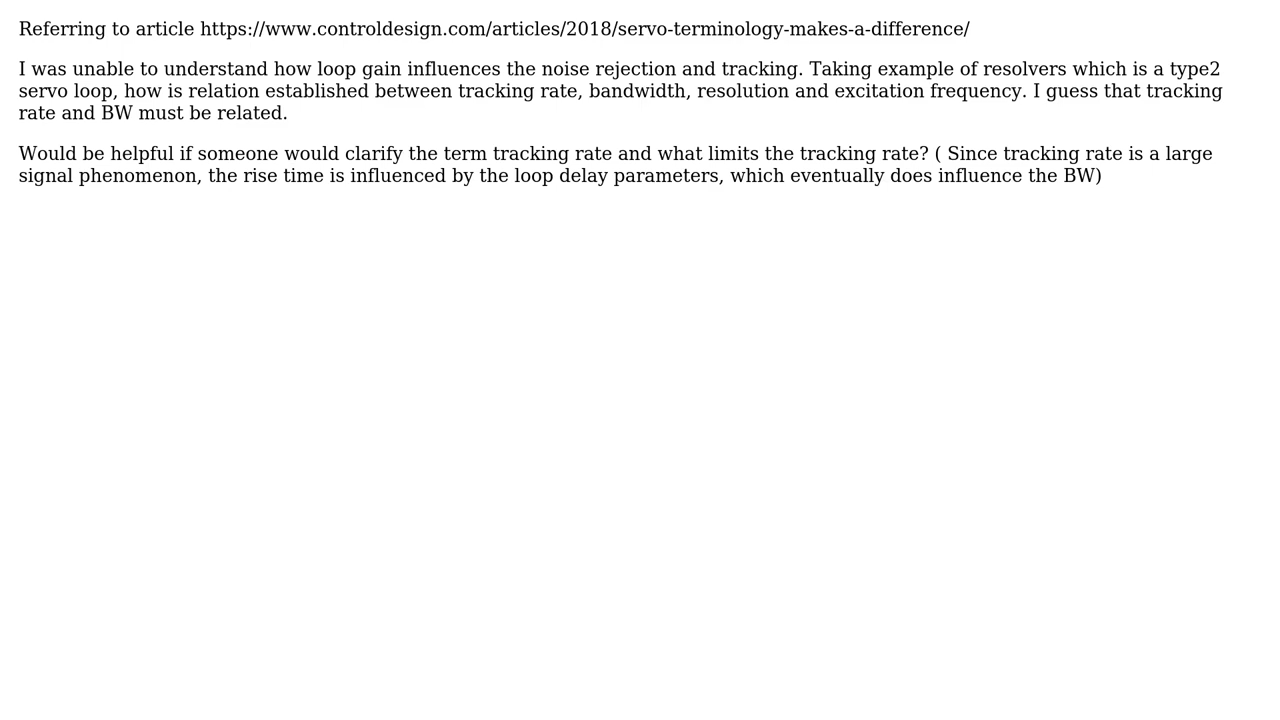 Referring to article https://www.controldesign.com/articles/2018/servo-terminology-makes-a-difference/
I was unable to understand how loop gain influences the noise rejection and tracking. Taking example of resolvers which is a type2
servo loop, how is relation established between tracking rate, bandwidth, resolution and excitation frequency. I guess that tracking
rate and BW must be related.
Would be helpful if someone would clarify the term tracking rate and what limits the tracking rate? ( Since tracking rate is a large
signal phenomenon, the rise time is influenced by the loop delay parameters, which eventually does influence the BW)